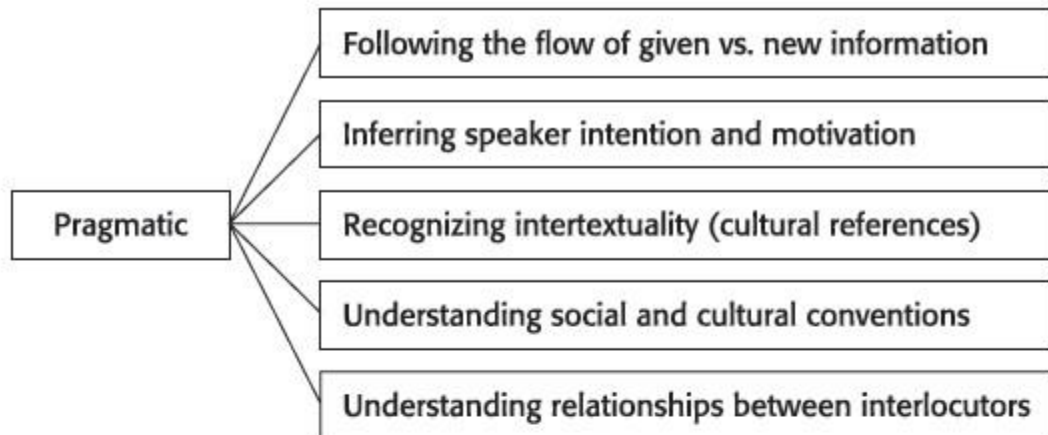 Following the flow of given vs. new information
Inferring speaker intention and motivation
Pragmatic
Recognizing intertextuality (cultural references)
Understanding social and cultural conventions
Understanding relationships between interlocutors